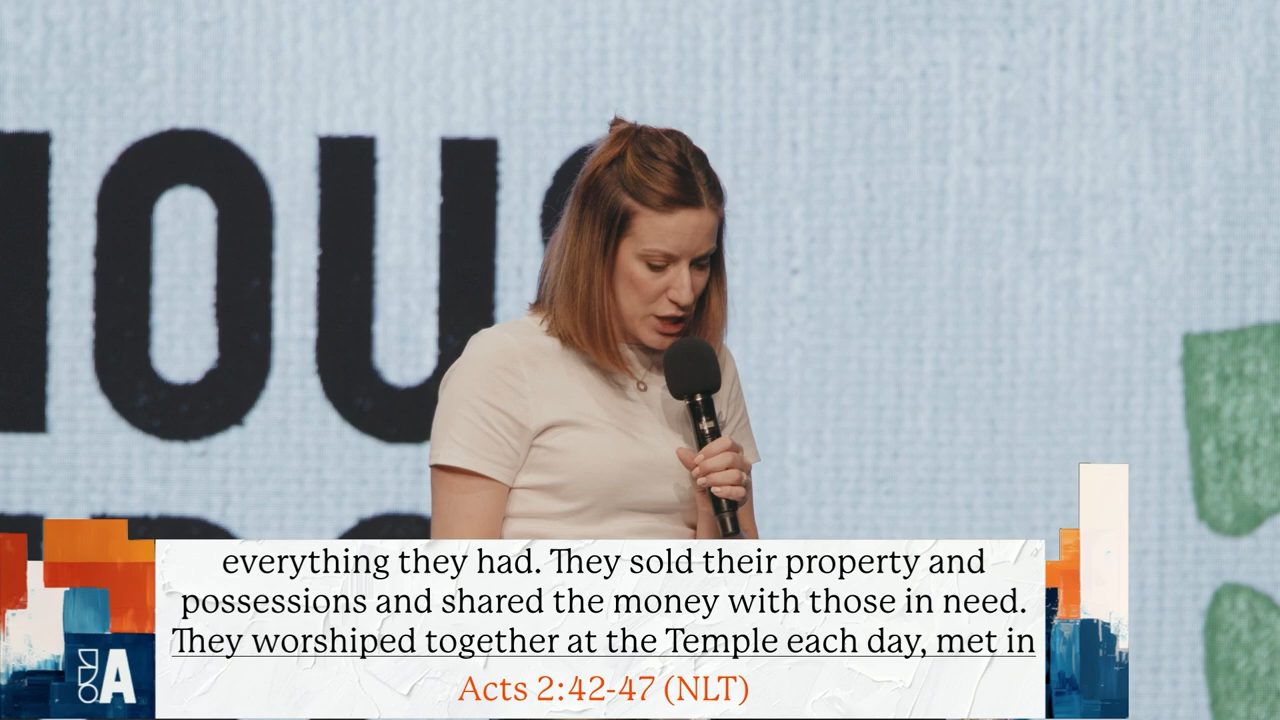 IOUS
everything they had. They sold their property and
possessions and shared the money with those in need.
They worshiped together at the Temple each day, met in
Acts 2:42-47 (NLT)
A